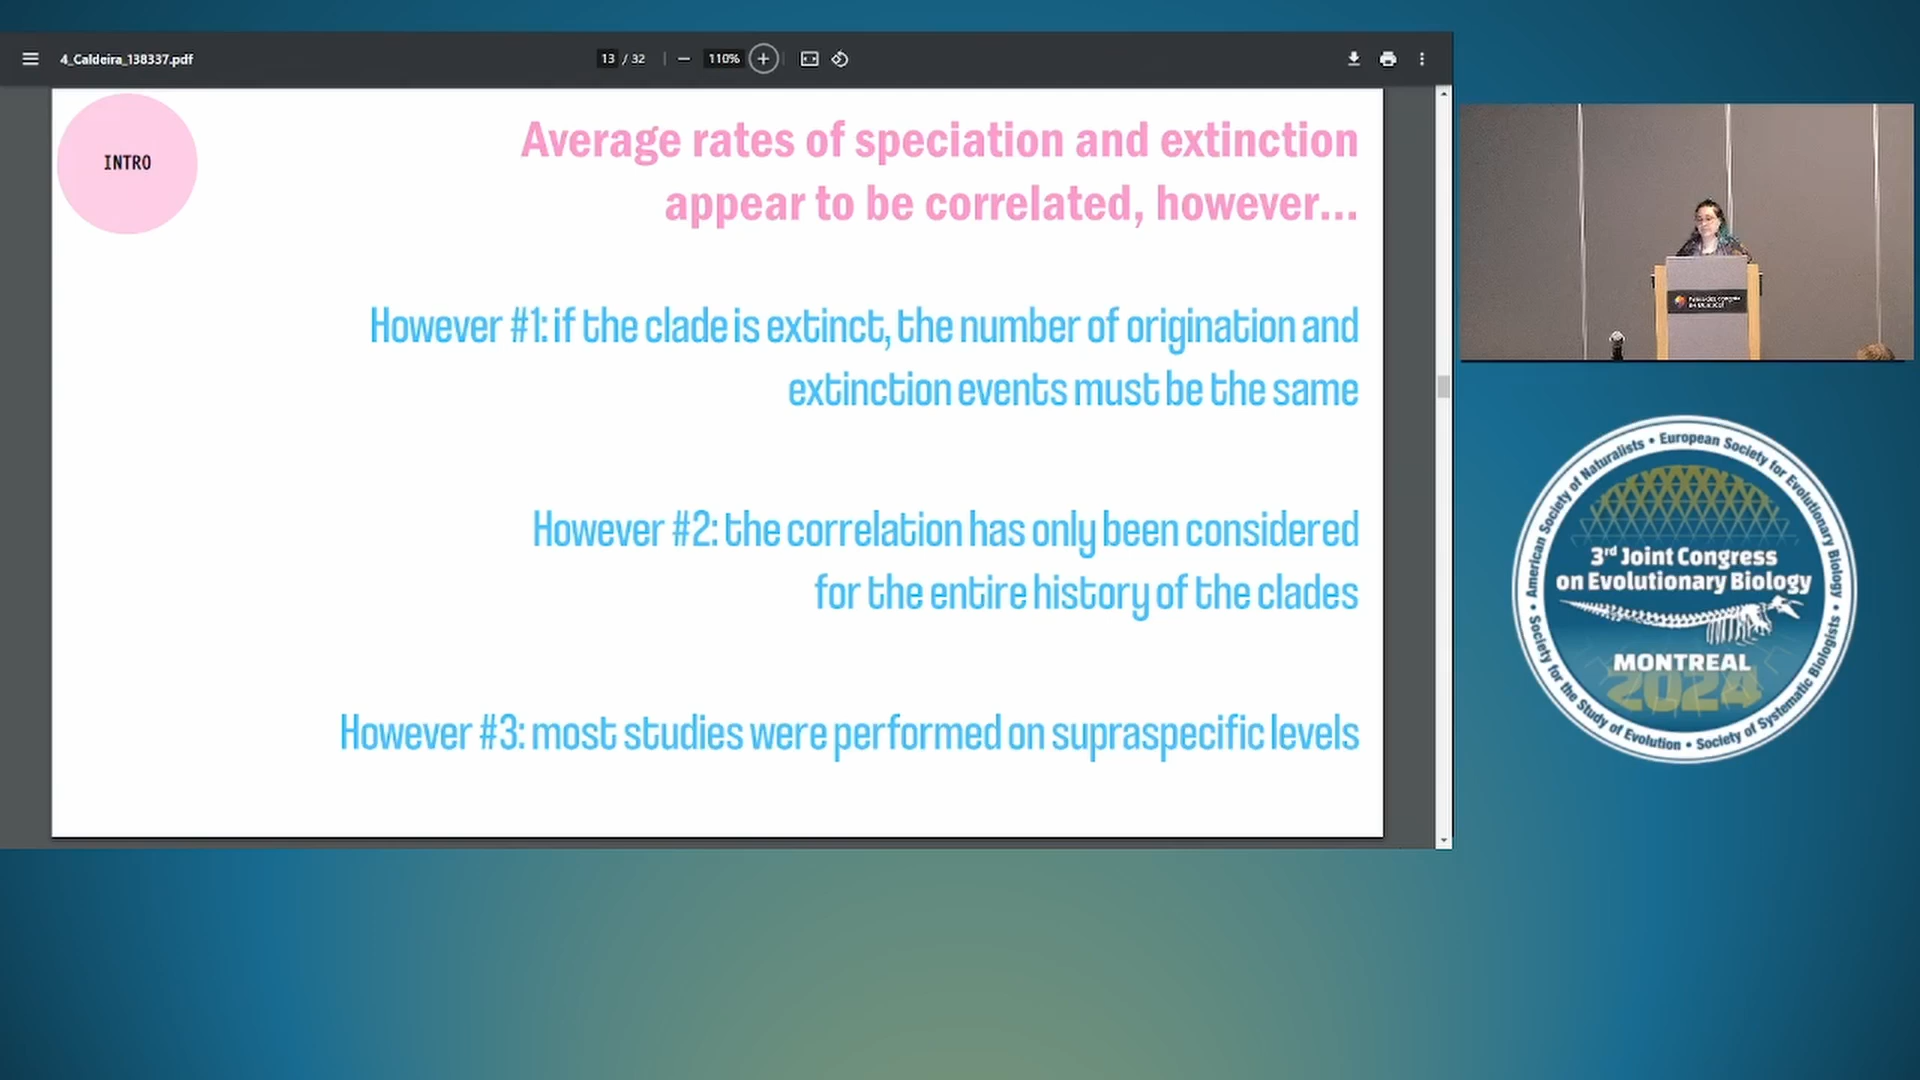 4_Caldeira_138337.pdf
13 / 32
110%
INTRO
Average rates of speciation and extinction
appear to be correlated, however...
However #1: if the clade is extinct, the number of origination and
extinction events must be the same
However #2: the correlation has only been considered
for the entire history of the clades
However #3: most studies were performed on supraspecific levels
American Society of Naturalists • European Society for Evolutionary Biology • Society of Systematic Biologists • Society for the Study of Evolution •
3rd Joint Congress
on Evolutionary Biology
MONTREAL
2024